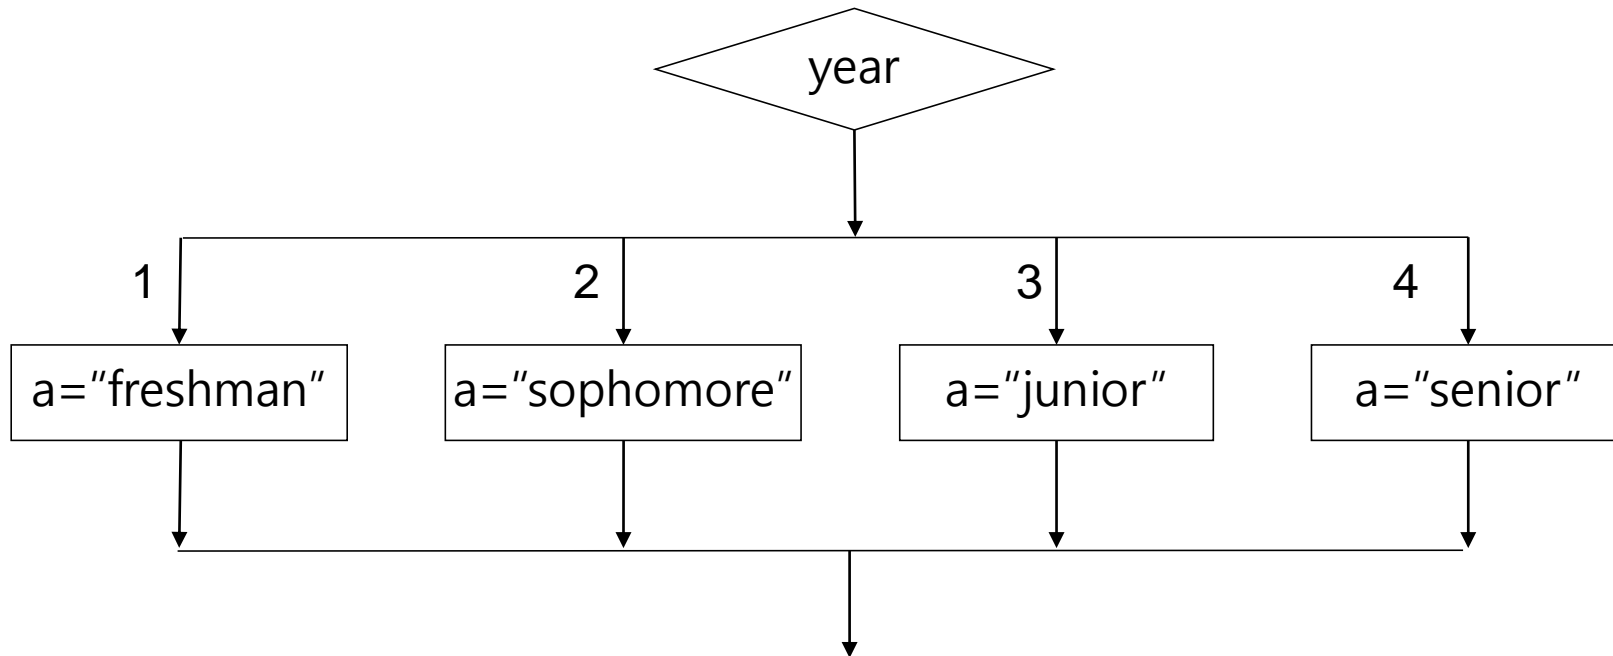 year
1
2
3
4
a=”freshman”
a=”sophomore”
a=”junior”
a=”senior”